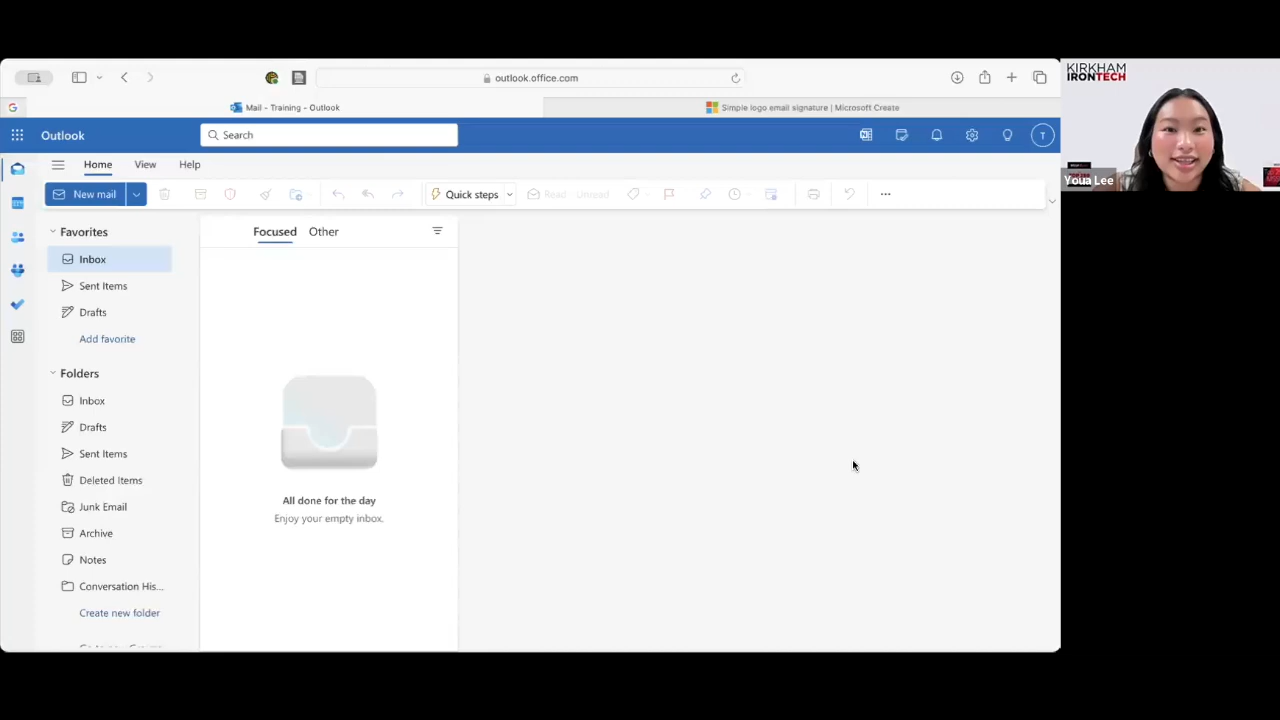 outlook.office.com
G
Mail - Training - Outlook
Simple logo email signature | Microsoft Create
KIRKHAM
IRONTECH
Youa Lee
Outlook
Search
T
Home
View
Help
New mail
Quick steps
Read / Unread
Favorites
Inbox
Sent Items
Drafts
Add favorite
Folders
Inbox
Drafts
Sent Items
Deleted Items
Junk Email
Archive
Notes
Conversation His...
Create new folder
Focused
Other
All done for the day
Enjoy your empty inbox.